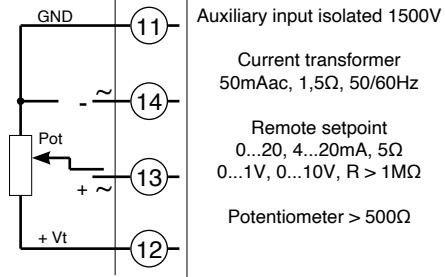 GND
11
Auxiliary input isolated 1500V
Current transformer
50mAac, 1,5Ω, 50/60Hz
- ~
14
Remote setpoint
Pot
0...20, 4...20mA, 5Ω
13
0...1V, 0...10V, R > 1MΩ
+ ~
Potentiometer > 500Ω
+ Vt
12